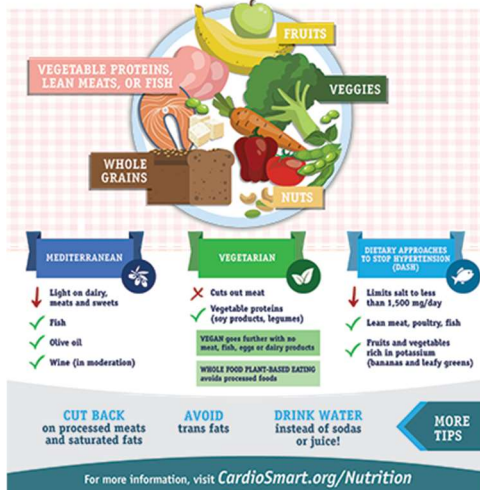 FRUITS
VEGETABLE PROTEINS,
LEAN MEATS, OR FISH
VEGGIES
WHOLE
GRAINS
NUTS
MEDITERRANEAN
Light on dairy,
meats and sweets
Fish
Olive oil
Wine (in moderation)
VEGETARIAN
Cuts out meat
Vegetable proteins
(soy products, legumes)
VEGAN goes further with no
meat, fish, eggs or dairy products
WHOLE FOOD PLANT-BASED EATING
avoids processed foods
DIETARY APPROACHES
TO STOP HYPERTENSION
(DASH)
Limits salt to less
than 1,500 mg/day
Lean meat, poultry, fish
Fruits and vegetables
rich in potassium
(bananas and leafy greens)
CUT BACK
on processed meats
and saturated fats
AVOID
trans fats
DRINK WATER
instead of sodas
or juice!
MORE
TIPS
For more information, visit CardioSmart.org/Nutrition